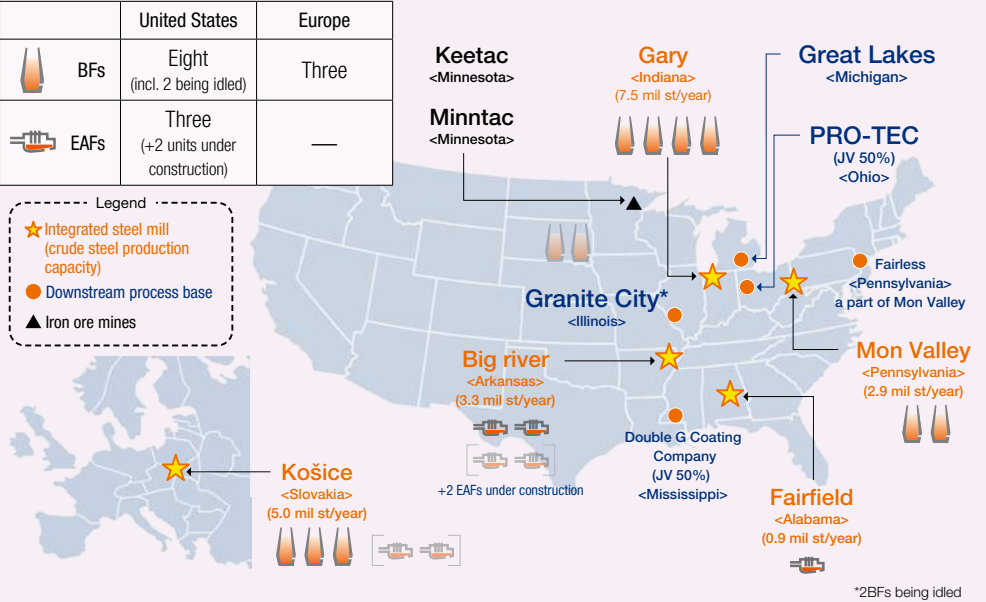 United States
Europe
BFs
Eight
(incl. 2 being idled)
Three
EAFs
Three
(+2 units under
construction)
—
Legend
Integrated steel mill
(crude steel production
capacity)
Downstream process base
Iron ore mines
Keetac
<Minnesota>
Minntac
<Minnesota>
Gary
<Indiana>
(7.5 mil st/year)
Great Lakes
<Michigan>
PRO-TEC
(JV 50%)
<Ohio>
Fairless
<Pennsylvania>
a part of Mon Valley
Granite City*
<Illinois>
Mon Valley
<Pennsylvania>
(2.9 mil st/year)
Big river
<Arkansas>
(3.3 mil st/year)
+2 EAFs under construction
Double G Coating
Company
(JV 50%)
<Mississippi>
Fairfield
<Alabama>
(0.9 mil st/year)
Košice
<Slovakia>
(5.0 mil st/year)
*2BFs being idled